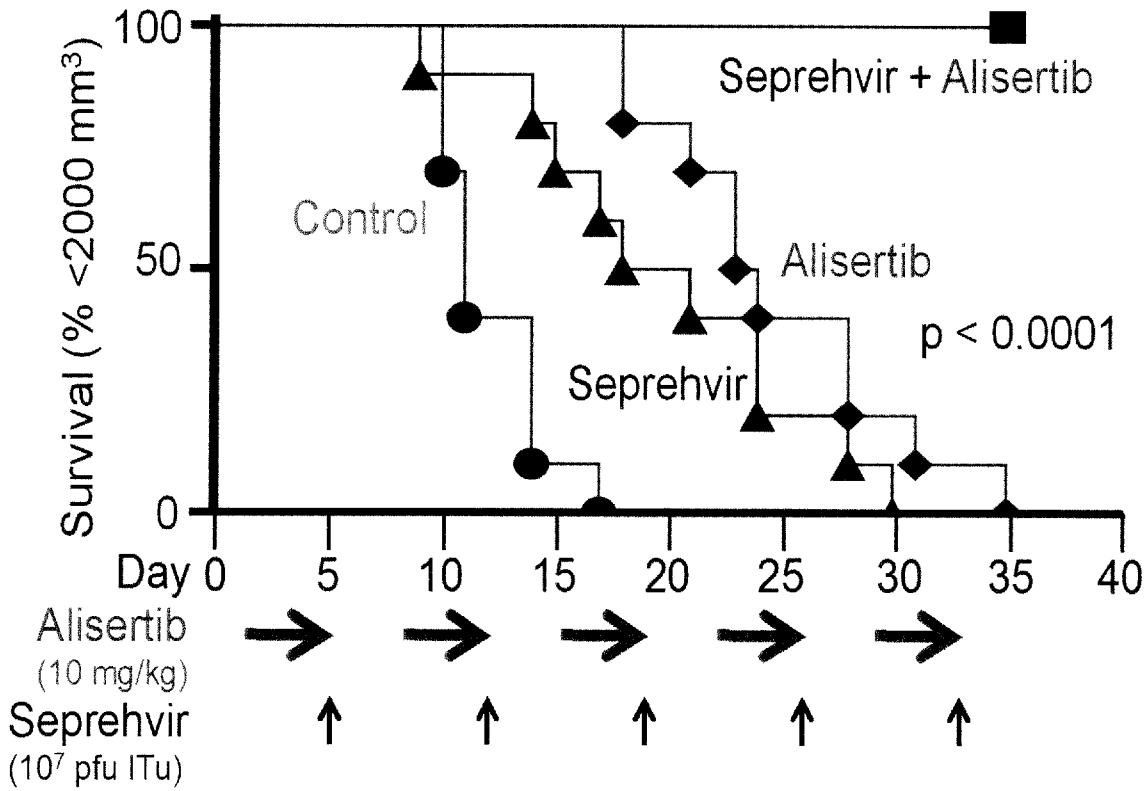 Survival (% <2000 mm³)
100
50
0
Seprehvir + Alisertib
Control
Alisertib
p < 0.0001
Seprehvir
Day 0 5 10 15 20 25 30 35 40
Alisertib
(10 mg/kg)
Seprehvir
(10⁷ pfu ITu)